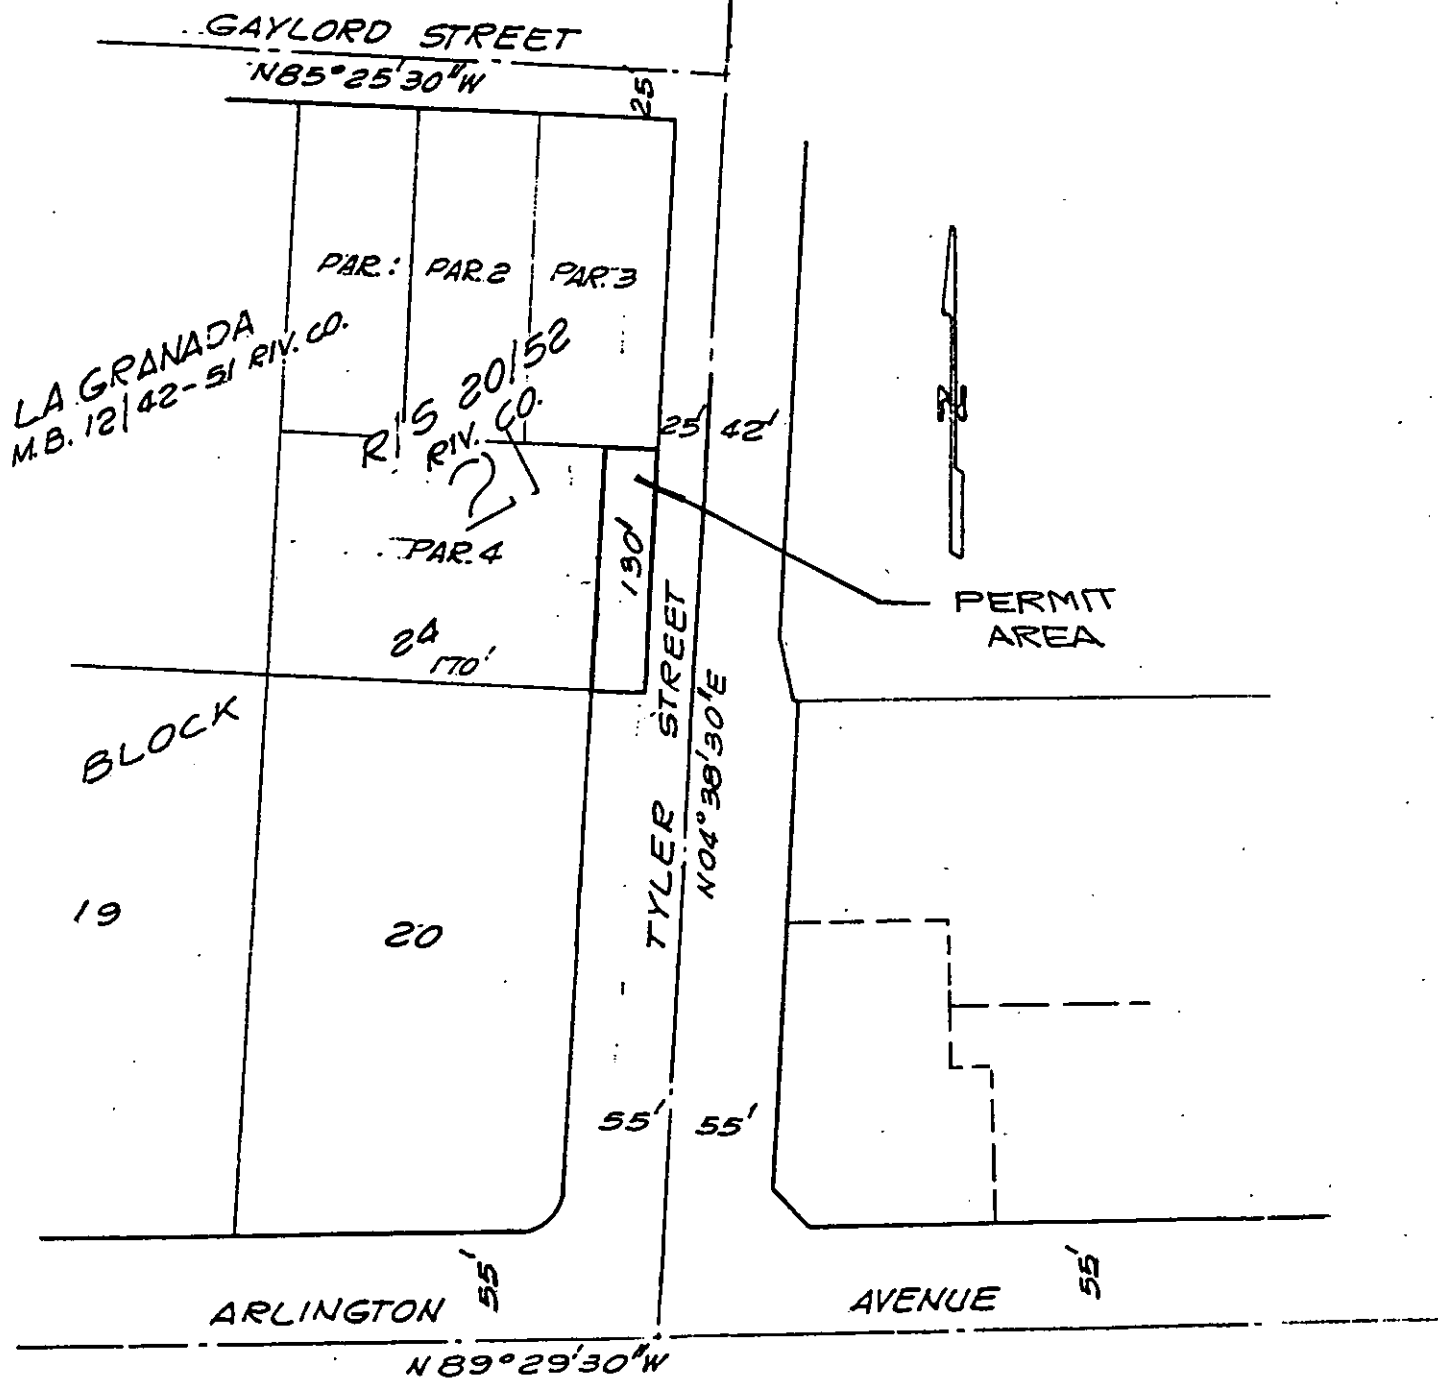 GAYLORD STREET
N85°25'30"W
25
PAR. 1
PAR. 2
PAR. 3
LA GRANADA
M.B. 12/42-51 RIV. CO.
R S 20/52
RIV. CO.
25' 42'
2
PAR. 4
130'
PERMIT
AREA
24
170'
BLOCK
TYLER STREET
N04°38'30"E
19
20
55' 55'
55'
55'
ARLINGTON AVENUE
N89°29'30"W
N